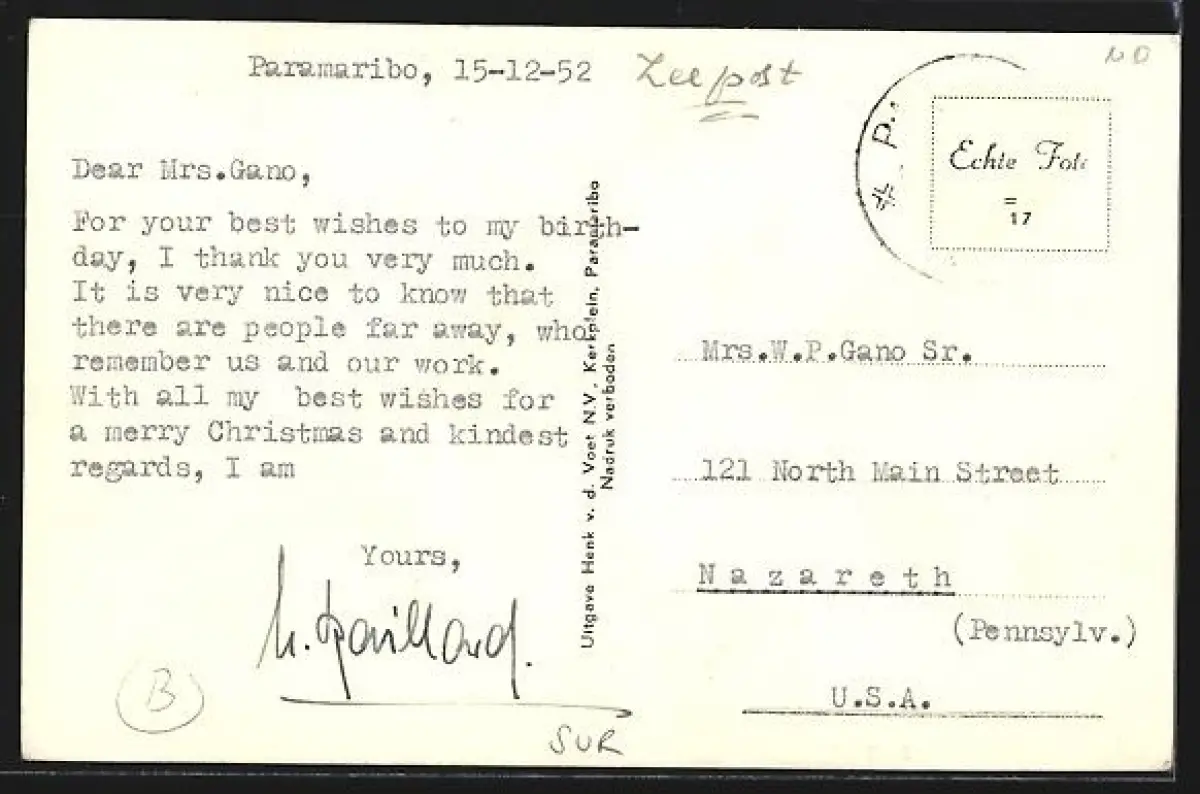 Paramaribo, 15-12-52
Zeepost
NO
Dear Mrs.Gano,
For your best wishes to my birth-
day, I thank you very much.
It is very nice to know that
there are people far away, who
remember us and our work.
With all my best wishes for
a merry Christmas and kindest
regards, I am
Yours,
B
SUR
Uitgave Henk v. d. Voet N.V. Kerkplein, Paramaribo
Nadruk verboden
P.
Echte Foto
=
17
Mrs.W.P.Gano Sr.
121 North Main Street
N a z a r e t h
(Pennsylv.)
U.S.A.